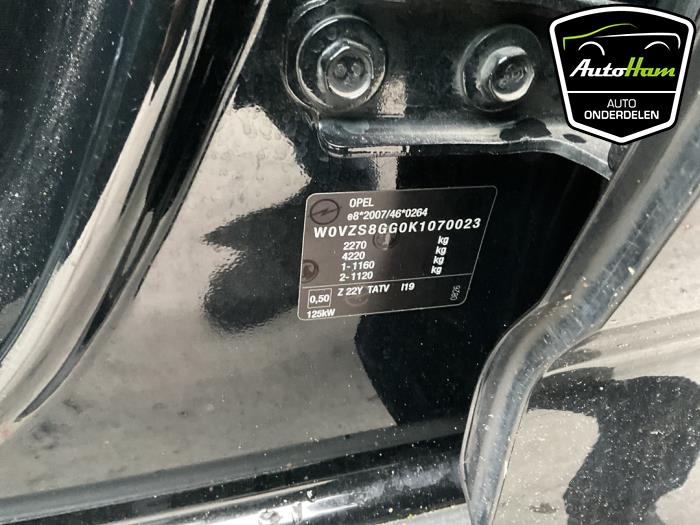 AutoHam
AUTO
ONDERDELEN
OPEL
e8*2007/46*0264
W0VZS8GG0K1070023
2270 kg
4220 kg
1-1160 kg
2-1120 kg
0,50 Z 22Y TATV I19
125kW
0826